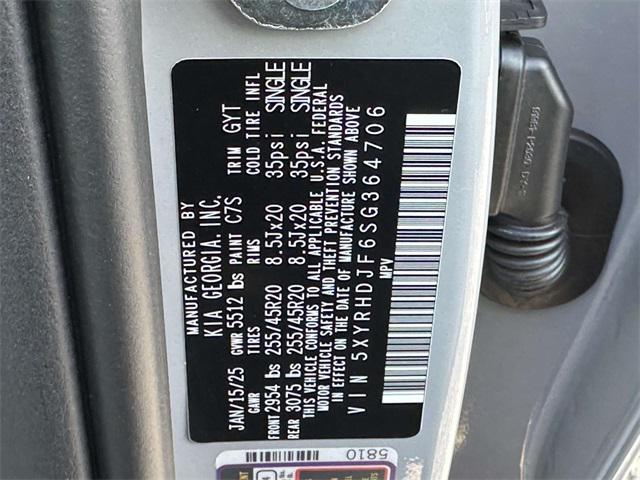 MANUFACTURED BY
KIA GEORGIA, INC.
JAN/15/25 GVWR 5512 lbs PAINT C7S TRIM GYT
GAWR TIRES RIMS COLD TIRE INFL
FRONT 2954 lbs 255/45R20 8.5Jx20 35psi SINGLE
REAR 3075 lbs 255/45R20 8.5Jx20 35psi SINGLE
THIS VEHICLE CONFORMS TO ALL APPLICABLE U.S.A. FEDERAL
MOTOR VEHICLE SAFETY AND THEFT PREVENTION STANDARDS
IN EFFECT ON THE DATE OF MANUFACTURE SHOWN ABOVE
VIN 5XYRHDJF6SG364706
MPV
5810